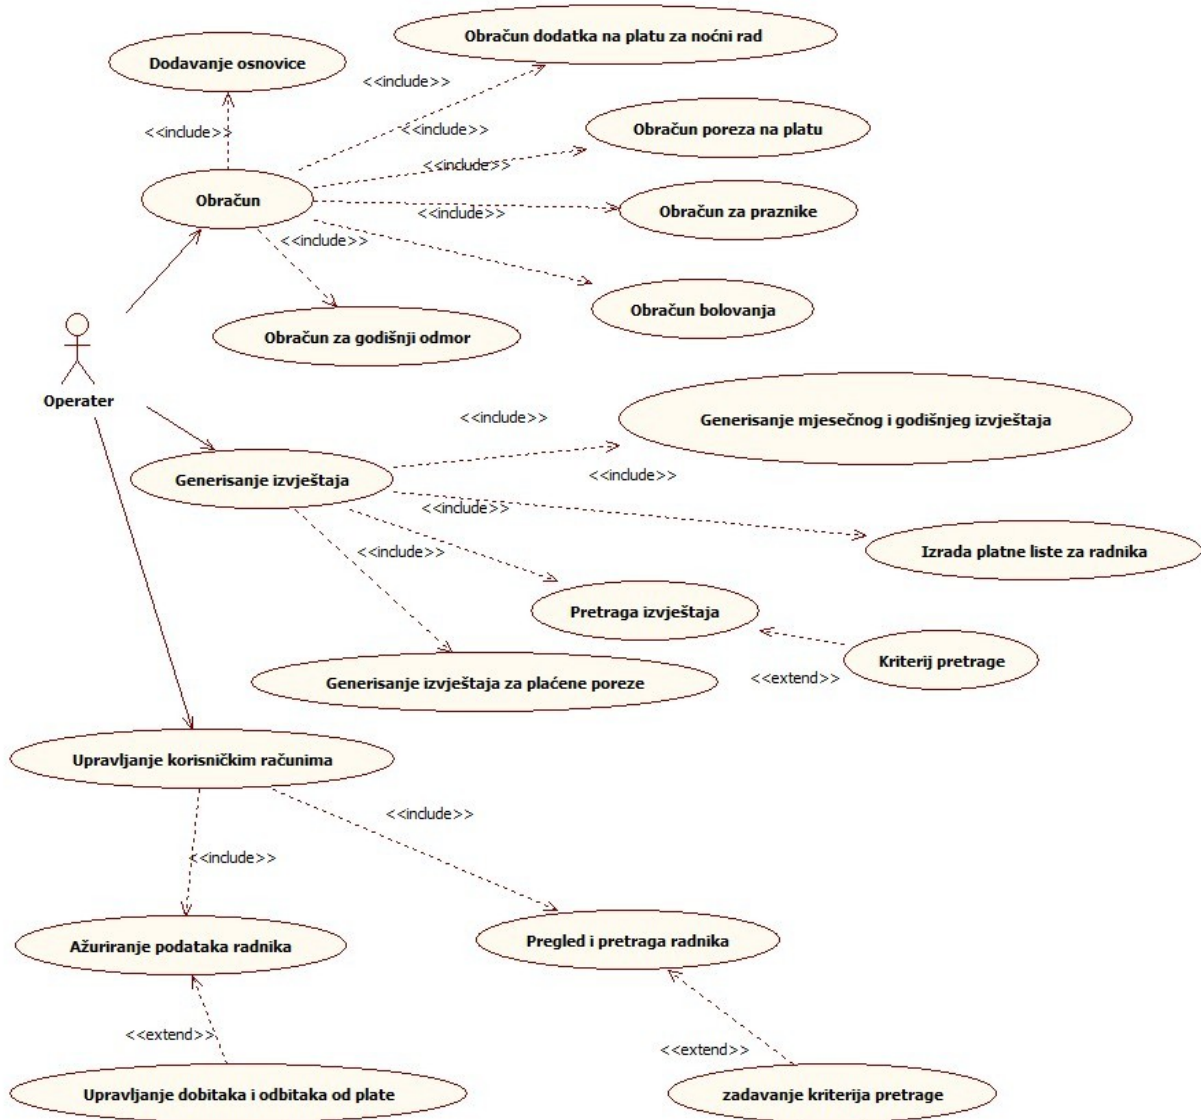 Obračun dodatka na platu za noćni rad
Dodavanje osnovice
<<include>>
<<include>>
<<include>>
Obračun poreza na platu
<<include>>
Obračun
Obračun za praznike
<<include>>
<<include>>
Obračun bolovanja
Obračun za godišnji odmor
Operater
<<include>>
Generisanje mjesečnog i godišnjeg izvještaja
<<include>>
Generisanje izvještaja
<<include>>
<<include>>
Izrada platne liste za radnika
Pretraga izvještaja
Kriterij pretrage
<<extend>>
Generisanje izvještaja za plaćene poreze
Upravljanje korisničkim računima
<<include>>
<<include>>
Ažuriranje podataka radnika
Pregled i pretraga radnika
<<extend>>
<<extend>>
Upravljanje dobitaka i odbitaka od plate
zadavanje kriterija pretrage